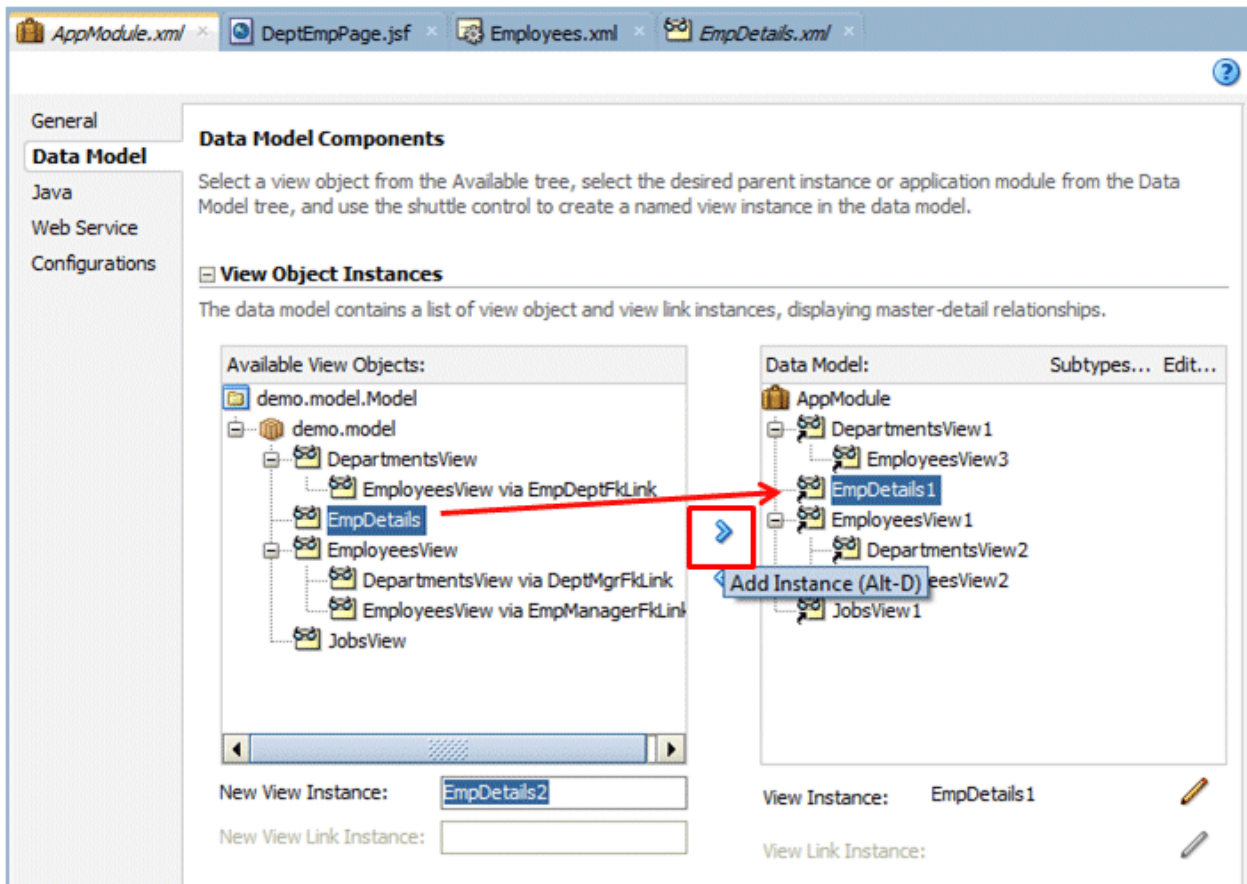 AppModule.xml DeptEmpPage.jsf Employees.xml EmpDetails.xml
?
General
Data Model
Java
Web Service
Configurations
Data Model Components
Select a view object from the Available tree, select the desired parent instance or application module from the Data
Model tree, and use the shuttle control to create a named view instance in the data model.
View Object Instances
The data model contains a list of view object and view link instances, displaying master-detail relationships.
Available View Objects:
demo.model.Model
demo.model
DepartmentsView
EmployeesView via EmpDeptFkLink
EmpDetails
EmployeesView
DepartmentsView via DeptMgrFkLink
EmployeesView via EmpManagerFkLink
JobsView
New View Instance: EmpDetails2
New View Link Instance:
Add Instance (Alt-D)
Data Model: Subtypes... Edit...
AppModule
DepartmentsView1
EmployeesView3
EmpDetails1
EmployeesView1
DepartmentsView2
eesView2
JobsView1
View Instance: EmpDetails1
View Link Instance: